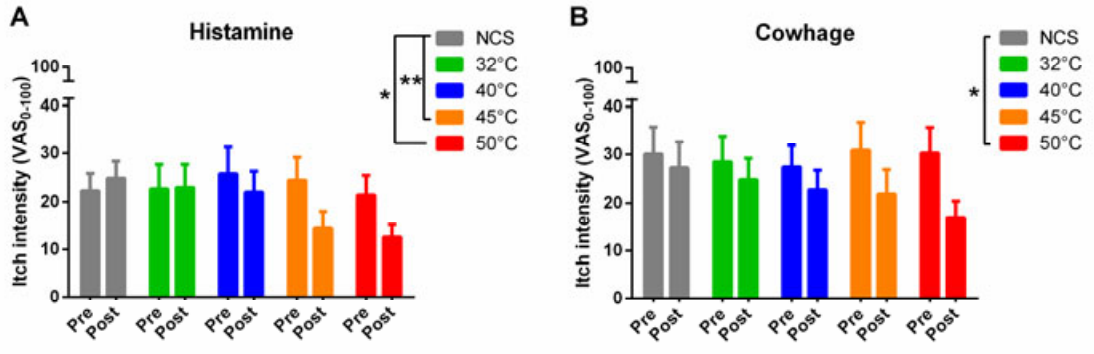 A
Histamine
Itch intensity (VAS0-100)
100
40
30
20
10
0
Pre Post Pre Post Pre Post Pre Post Pre Post
* **
NCS
32°C
40°C
45°C
50°C
B
Cowhage
Itch intensity (VAS0-100)
100
40
30
20
10
0
Pre Post Pre Post Pre Post Pre Post Pre Post
*
NCS
32°C
40°C
45°C
50°C